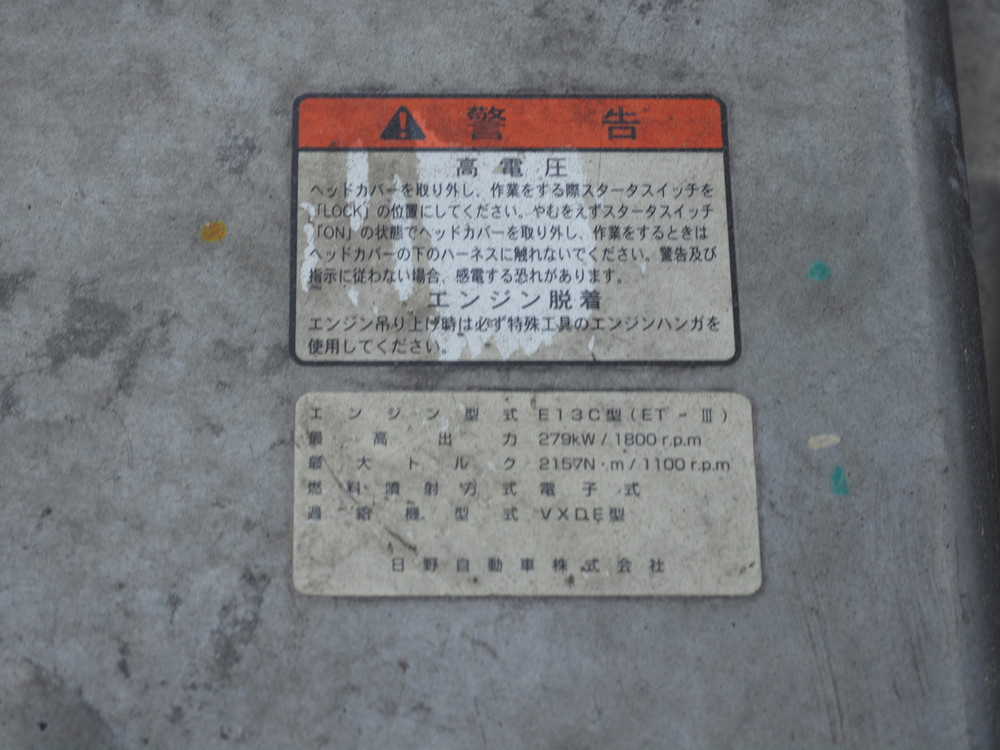 警告
高電圧
ヘッドカバーを取り外し、作業をする際スタータスイッチを
「LOCK」の位置にしてください。やむをえずスタータスイッチ
「ON」の状態でヘッドカバーを取り外し、作業をするときは
ヘッドカバーの下のハーネスに触れないでください。警告及び
指示に従わない場合、感電する恐れがあります。
エンジン脱着
エンジン吊り上げ時は必ず特殊工具のエンジンハンガを
使用してください。
エンジン型式 E13C型(ET-Ⅲ)
最高出力 279kW/1800r.p.m
最大トルク 2157N・m/1100r.p.m
燃料噴射方式 電子式
過給機型式 VXDE型
日野自動車株式会社